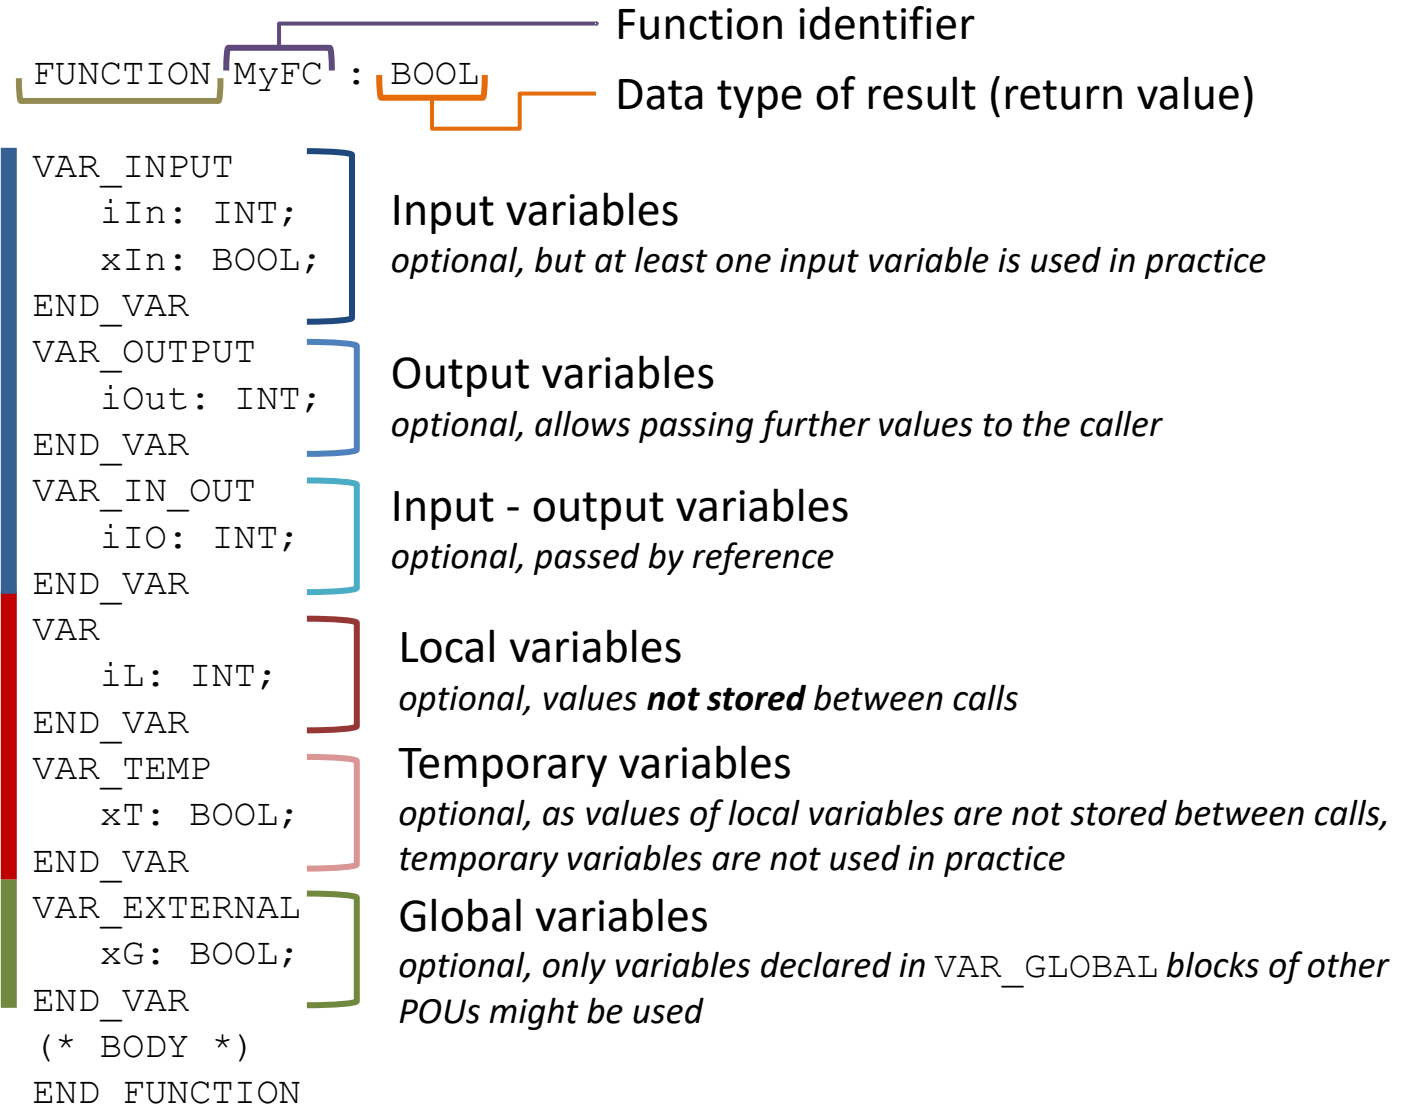 Function identifier
FUNCTION MyFC : BOOL
Data type of result (return value)
VAR_INPUT
iIn: INT;
xIn: BOOL;
END_VAR
Input variables
optional, but at least one input variable is used in practice
VAR_OUTPUT
iOut: INT;
END_VAR
Output variables
optional, allows passing further values to the caller
VAR_IN_OUT
iIO: INT;
END_VAR
Input - output variables
optional, passed by reference
VAR
iL: INT;
END_VAR
Local variables
optional, values not stored between calls
VAR_TEMP
xT: BOOL;
END_VAR
Temporary variables
optional, as values of local variables are not stored between calls,
temporary variables are not used in practice
VAR_EXTERNAL
xG: BOOL;
END_VAR
Global variables
optional, only variables declared in VAR_GLOBAL blocks of other
POUs might be used
(* BODY *)
END_FUNCTION